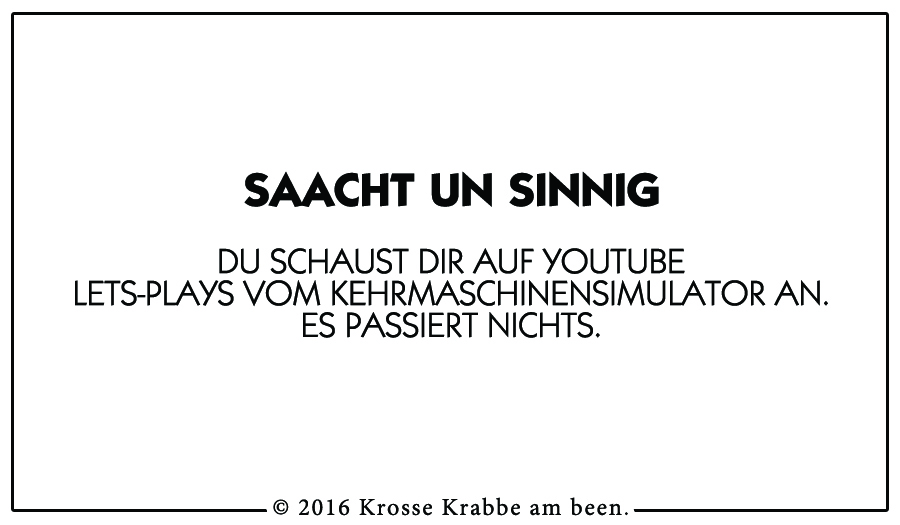 SAACHT UN SINNIG
DU SCHAUST DIR AUF YOUTUBE
LETS-PLAYS VOM KEHRMASCHINENSIMULATOR AN.
ES PASSIERT NICHTS.
© 2016 Krosse Krabbe am been.